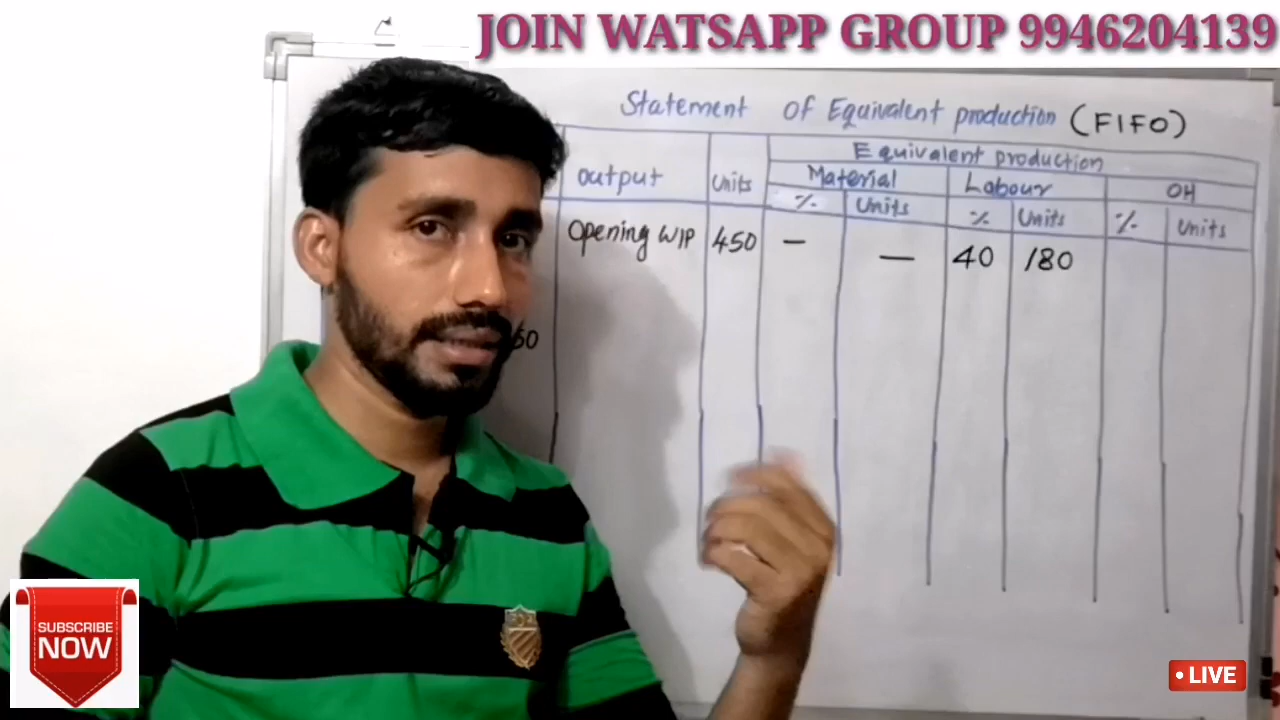 JOIN WATSAPP GROUP 9946204139
Statement of Equivalent production (FIFO)
Equivalent production
output Units Material Labour OH
% Units % Units % Units
Opening WIP 450 — — 40 180
SUBSCRIBE
NOW
LIVE